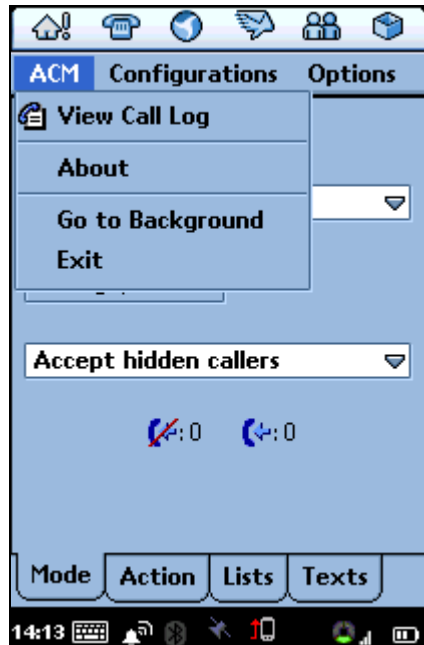 ACM Configurations Options
View Call Log
About
Go to Background
Exit
Accept hidden callers
: 0 : 0
Mode Action Lists Texts
14:13